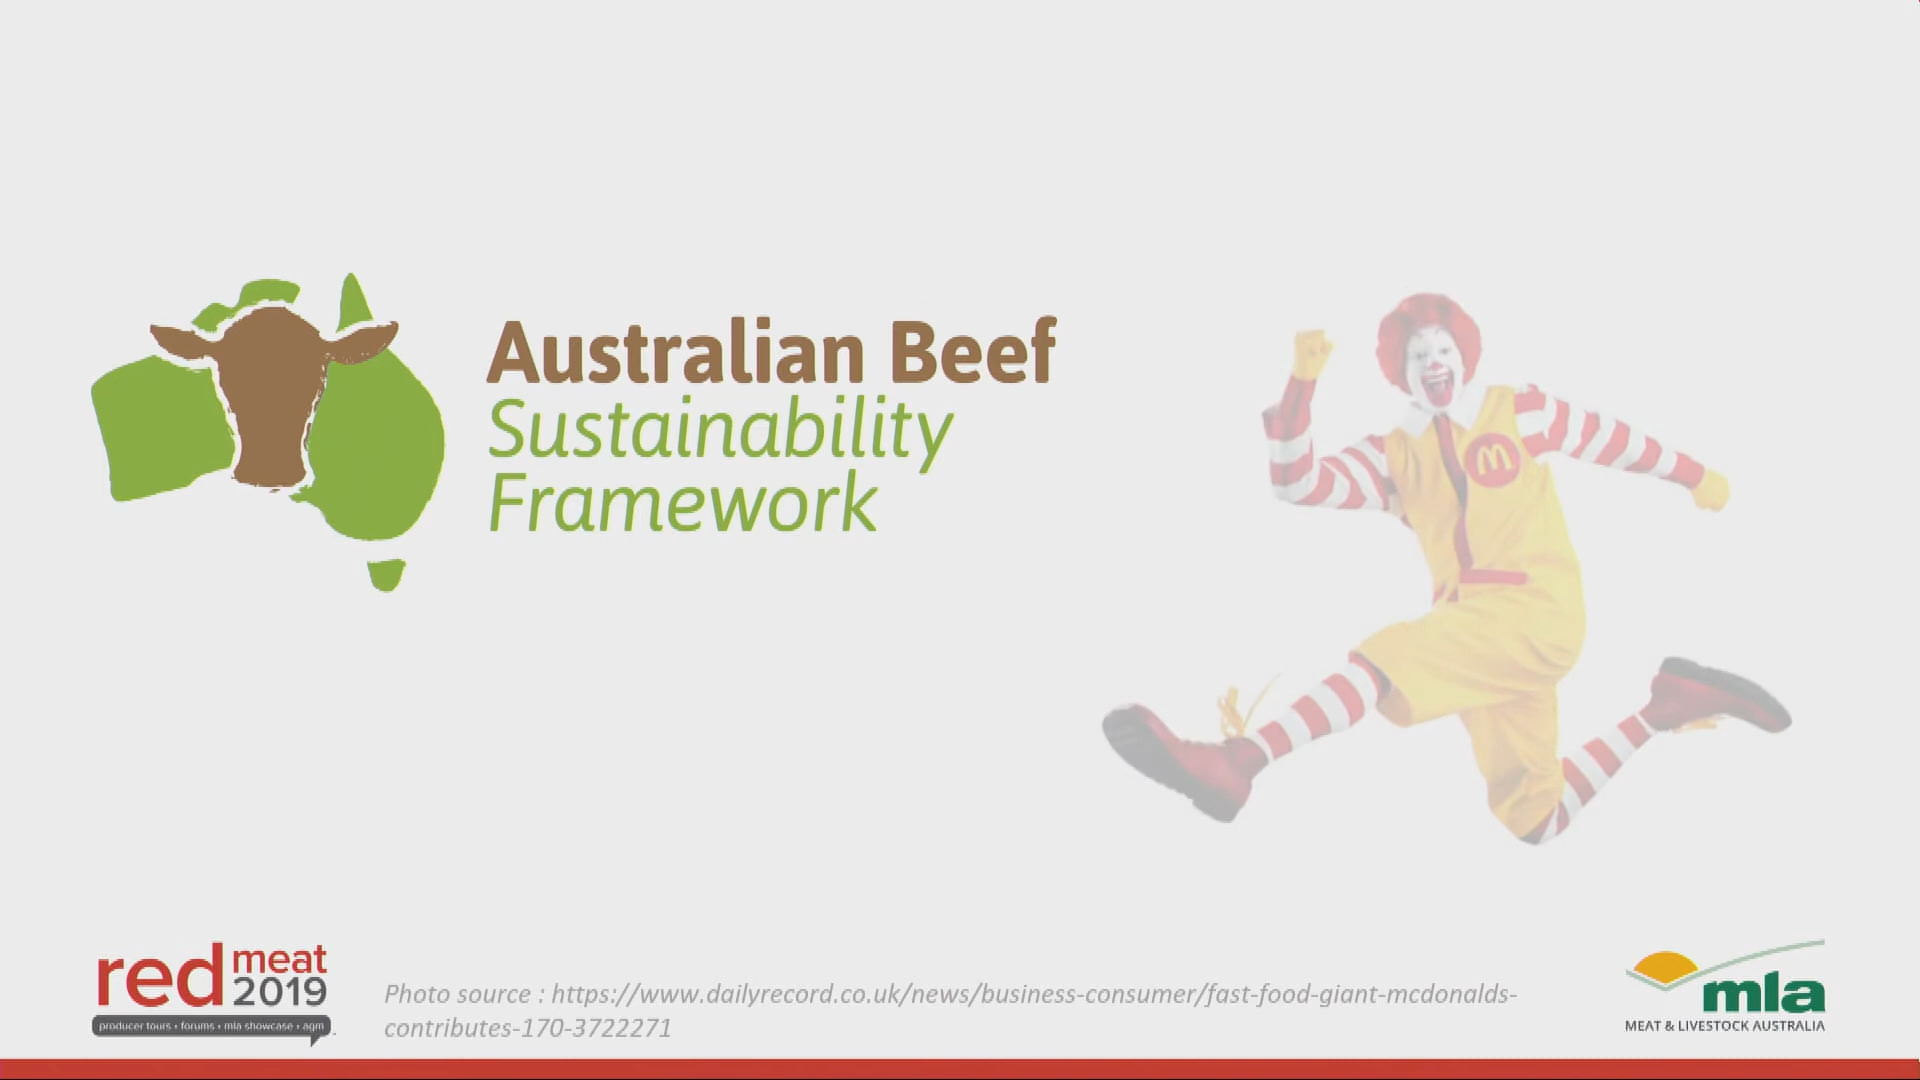 Australian Beef
Sustainability
Framework
m
red meat
2019
producer tours • forums • mla showcase • agm
Photo source : https://www.dailyrecord.co.uk/news/business-consumer/fast-food-giant-mcdonalds-
contributes-170-3722271
mla
MEAT & LIVESTOCK AUSTRALIA